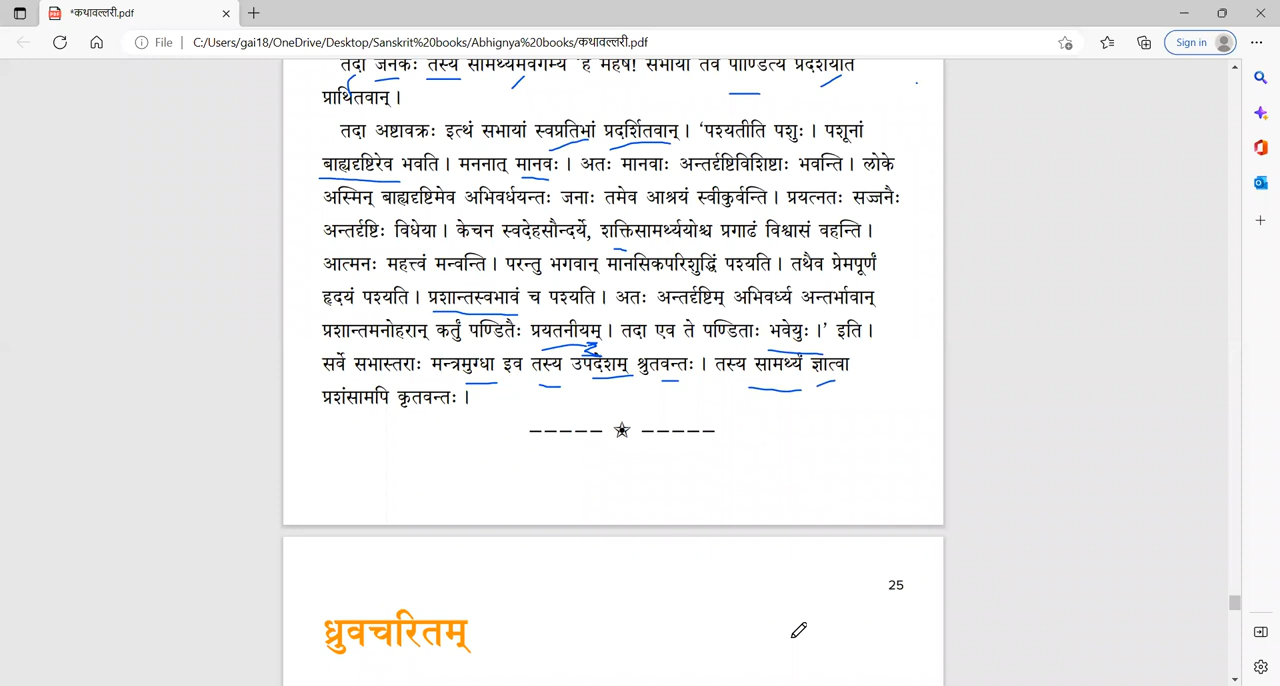 *कथावल्लरी.pdf
File C:/Users/gai18/OneDrive/Desktop/Sanskrit%20books/Abhignya%20books/कथावल्लरी.pdf
Sign in
तदा जनकः तस्य सामर्थ्यमवगम्य 'हे महर्षे! सभायां तव पाण्डित्यं प्रदर्शयति
प्रार्थितवान् ।
तदा अष्टावक्रः इत्थं सभायां स्वप्रतिभां प्रदर्शितवान् । 'पश्यतीति पशुः । पशूनां
बाह्यदृष्टिरेव भवति । मननात् मानवः । अतः मानवाः अन्तर्दृष्टिविशिष्टाः भवन्ति । लोके
अस्मिन् बाह्यदृष्टिमेव अभिवर्धयन्तः जनाः तमेव आश्रयं स्वीकुर्वन्ति । प्रयत्नतः सज्जनैः
अन्तर्दृष्टिः विधेया । केचन स्वदेहसौन्दर्ये, शक्तिसामर्थ्ययोश्च प्रगाढं विश्वासं वहन्ति ।
आत्मनः महत्त्वं मन्वन्ति । परन्तु भगवान् मानसिकपरिशुद्धिं पश्यति । तथैव प्रेमपूर्णं
हृदयं पश्यति । प्रशान्तस्वभावं च पश्यति । अतः अन्तर्दृष्टिम् अभिवर्ध्य अन्तर्भावान्
प्रशान्तमनोहरान् कर्तुं पण्डितैः प्रयतनीयम् । तदा एव ते पण्डिताः भवेयुः ।' इति ।
सर्वे सभास्तराः मन्त्रमुग्धा इव तस्य उपदेशम् श्रुतवन्तः । तस्य सामर्थ्यं ज्ञात्वा
प्रशंसामपि कृतवन्तः ।
25
ध्रुवचरितम्